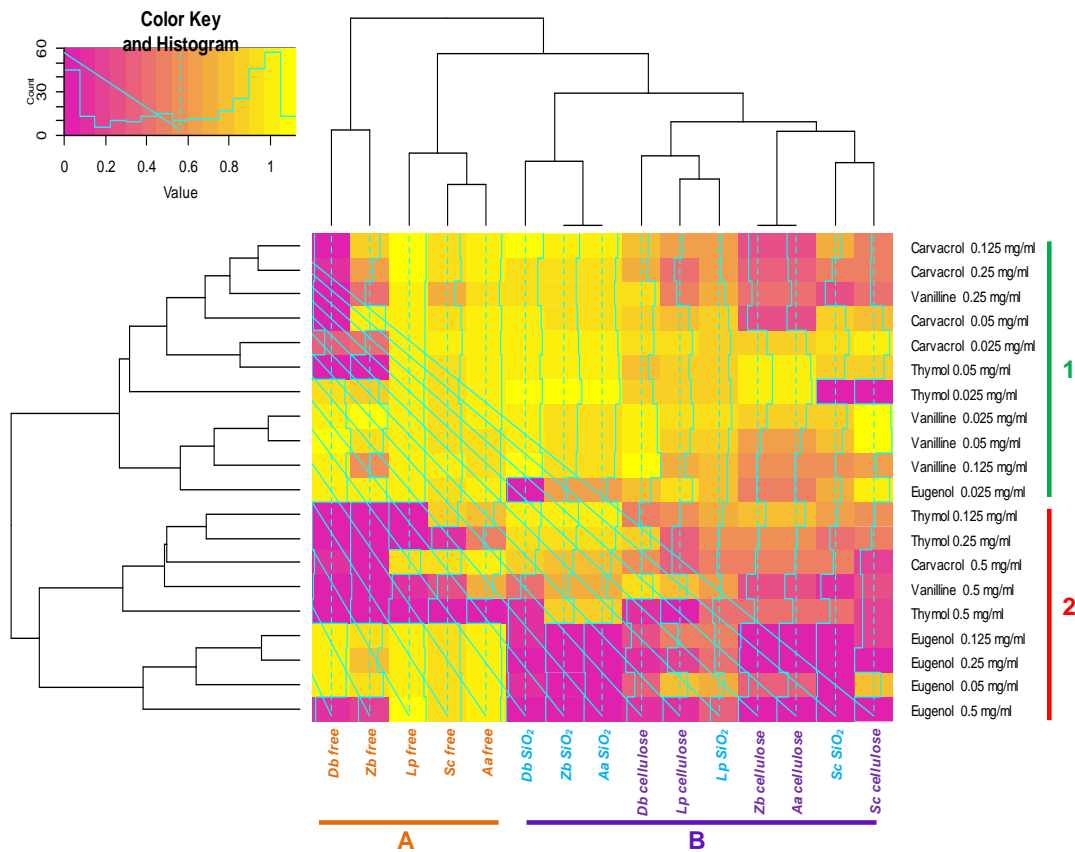 Color Key
and Histogram
Count
0 30 60
0 0.2 0.4 0.6 0.8 1
Value
Carvacrol 0.125 mg/ml
Carvacrol 0.25 mg/ml
Vanilline 0.25 mg/ml
Carvacrol 0.05 mg/ml
Carvacrol 0.025 mg/ml
Thymol 0.05 mg/ml
Thymol 0.025 mg/ml
Vanilline 0.025 mg/ml
Vanilline 0.05 mg/ml
Vanilline 0.125 mg/ml
Eugenol 0.025 mg/ml
Thymol 0.125 mg/ml
Thymol 0.25 mg/ml
Carvacrol 0.5 mg/ml
Vanilline 0.5 mg/ml
Thymol 0.5 mg/ml
Eugenol 0.125 mg/ml
Eugenol 0.25 mg/ml
Eugenol 0.05 mg/ml
Eugenol 0.5 mg/ml
1
2
Db free
Zb free
Lp free
Sc free
Aa free
Db SiO₂
Zb SiO₂
Aa SiO₂
Db cellulose
Lp cellulose
Lp SiO₂
Zb cellulose
Aa cellulose
Sc SiO₂
Sc cellulose
A
B